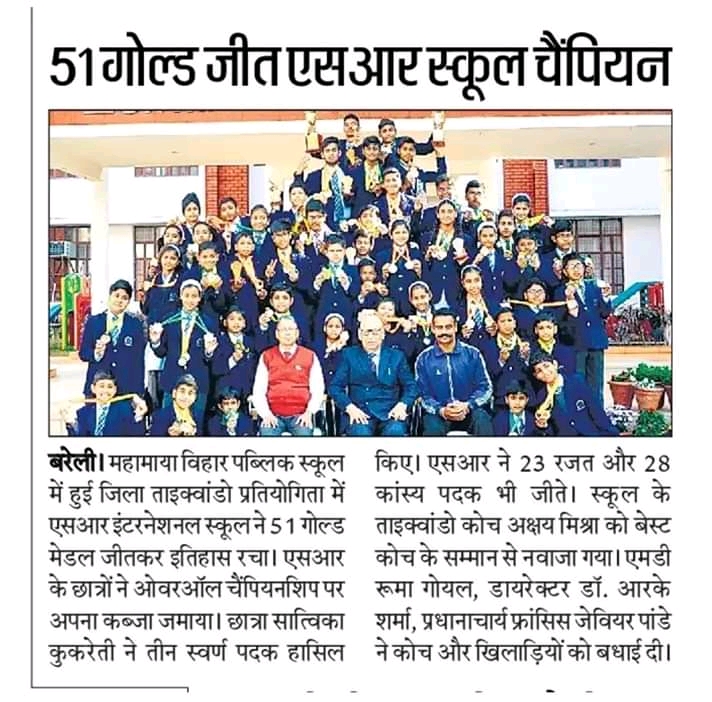 51 गोल्ड जीत एसआर स्कूल चैंपियन
बरेली। महामाया विहार पब्लिक स्कूल
में हुई जिला ताइक्वांडो प्रतियोगिता में
एसआर इंटरनेशनल स्कूल ने 51 गोल्ड
मेडल जीतकर इतिहास रचा। एसआर
के छात्रों ने ओवरऑल चैंपियनशिप पर
अपना कब्जा जमाया। छात्रा सात्विका
कुकरेती ने तीन स्वर्ण पदक हासिल
किए। एसआर ने 23 रजत और 28
कांस्य पदक भी जीते। स्कूल के
ताइक्वांडो कोच अक्षय मिश्रा को बेस्ट
कोच के सम्मान से नवाजा गया। एमडी
रूमा गोयल, डायरेक्टर डॉ. आरके
शर्मा, प्रधानाचार्य फ्रांसिस जेवियर पांडे
ने कोच और खिलाड़ियों को बधाई दी।